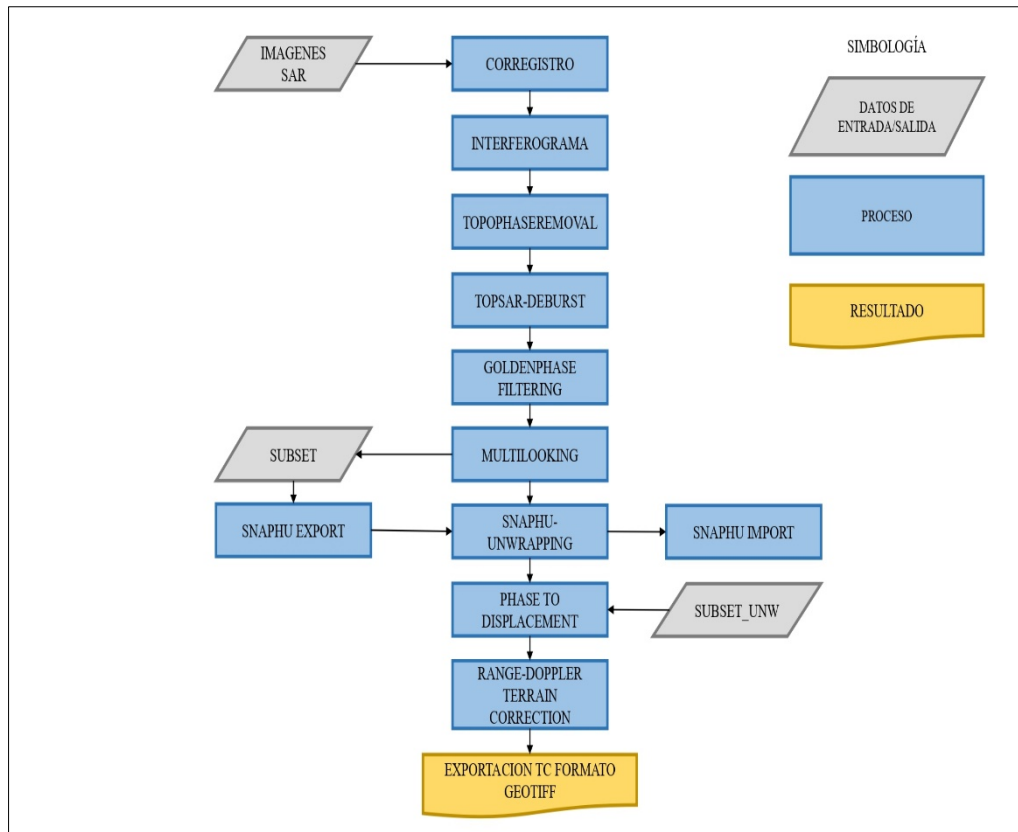 IMAGENES
SAR
CORREGISTRO
INTERFEROGRAMA
TOPOPHASEREMOVAL
TOPSAR-DEBURST
GOLDENPHASE
FILTERING
SUBSET
MULTILOOKING
SNAPHU EXPORT
SNAPHU-
UNWRAPPING
SNAPHU IMPORT
PHASE TO
DISPLACEMENT
SUBSET_UNW
RANGE-DOPPLER
TERRAIN
CORRECTION
EXPORTACION TC FORMATO
GEOTIFF
SIMBOLOGÍA
DATOS DE
ENTRADA/SALIDA
PROCESO
RESULTADO